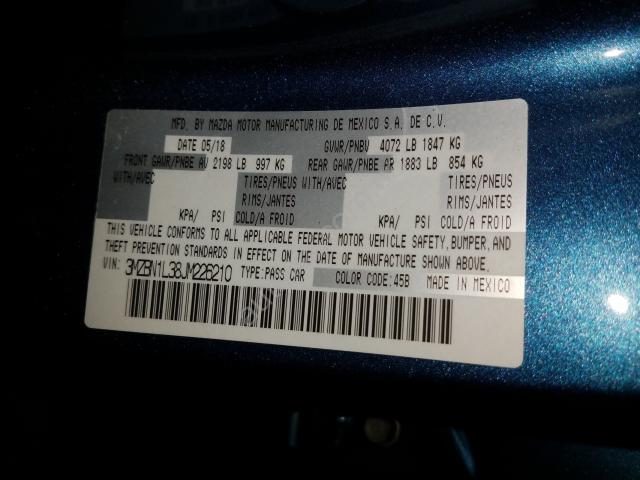 MFD. BY MAZDA MOTOR MANUFACTURING DE MEXICO S.A. DE C.V.
DATE 05/18 GVWR/PNBV 4072 LB 1847 KG
FRONT GAWR/PNBE AV 2198 LB 997 KG REAR GAWR/PNBE AR 1883 LB 854 KG
WITH/AVEC TIRES/PNEUS WITH/AVEC TIRES/PNEUS
RIMS/JANTES RIMS/JANTES
KPA/ PSI COLD/A FROID KPA/ PSI COLD/A FROID
THIS VEHICLE CONFORMS TO ALL APPLICABLE FEDERAL MOTOR VEHICLE SAFETY, BUMPER, AND
THEFT PREVENTION STANDARDS IN EFFECT ON THE DATE OF MANUFACTURE SHOWN ABOVE.
VIN: 3MZBN1L38JM226210 TYPE:PASS CAR COLOR CODE:45B MADE IN MEXICO